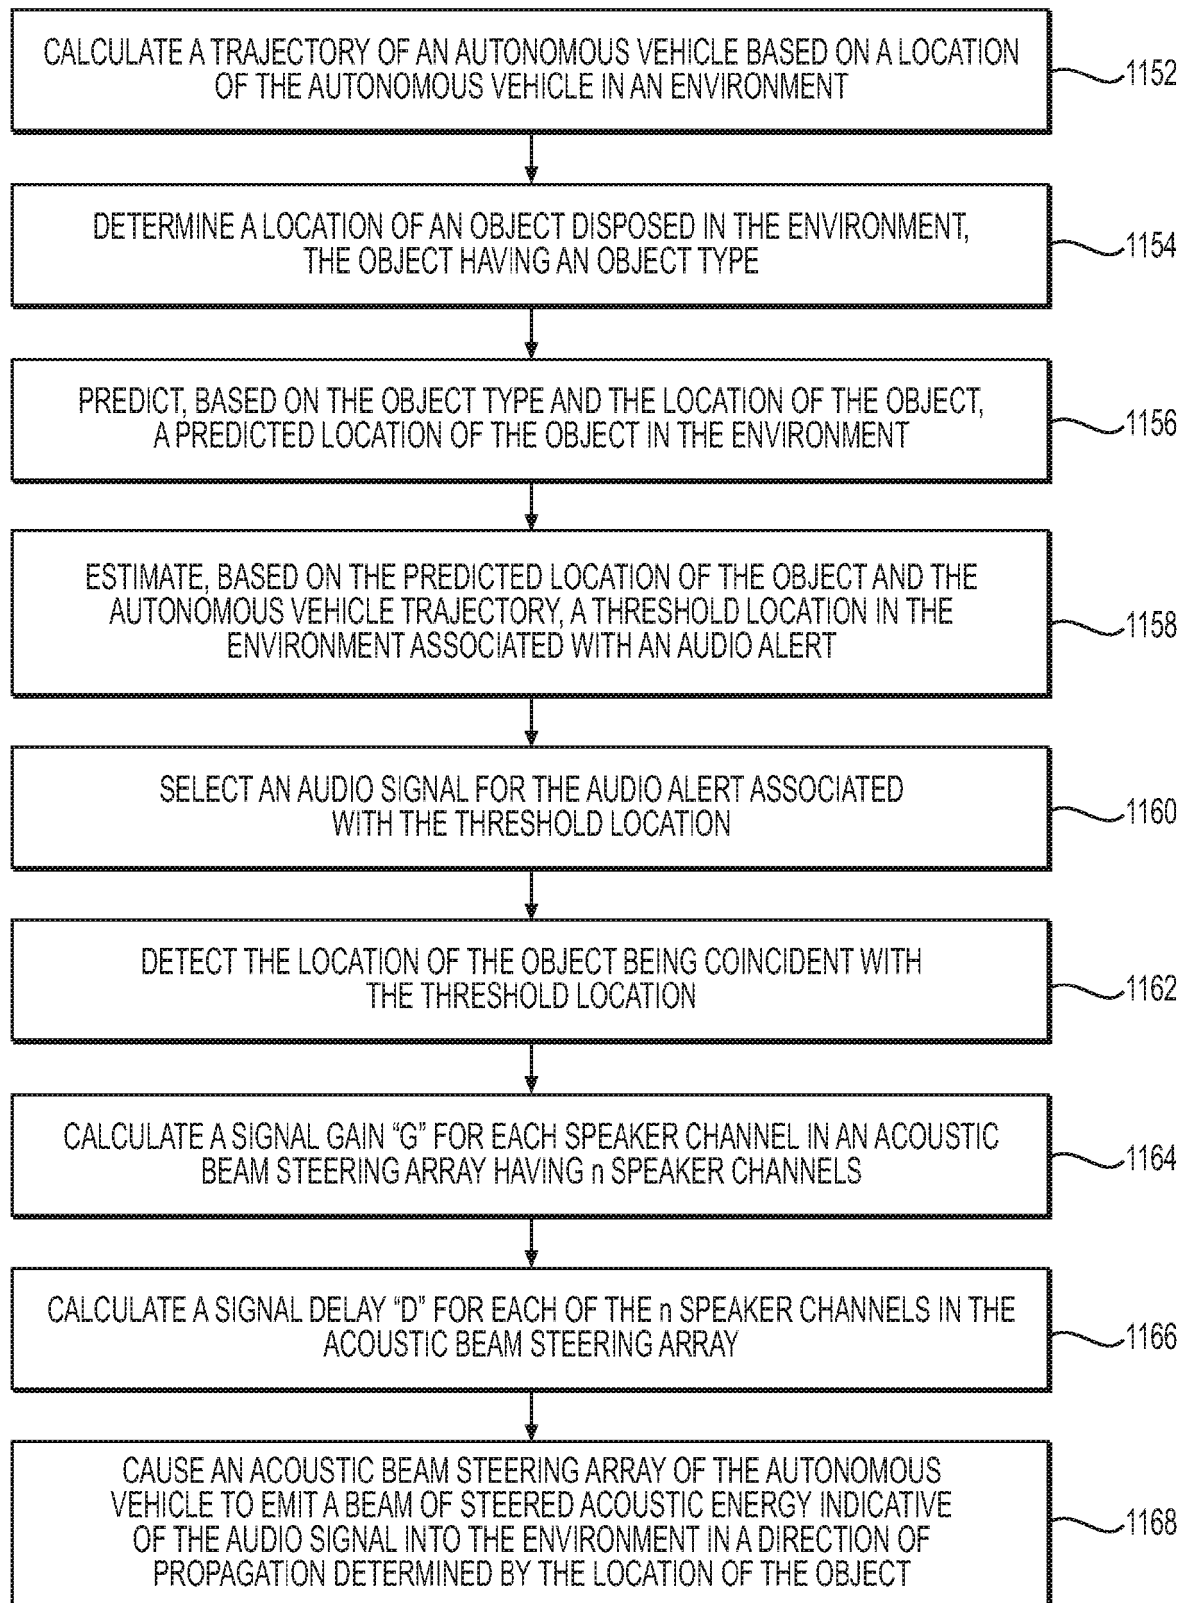 CALCULATE A TRAJECTORY OF AN AUTONOMOUS VEHICLE BASED ON A LOCATION
OF THE AUTONOMOUS VEHICLE IN AN ENVIRONMENT
1152
DETERMINE A LOCATION OF AN OBJECT DISPOSED IN THE ENVIRONMENT,
THE OBJECT HAVING AN OBJECT TYPE
1154
PREDICT, BASED ON THE OBJECT TYPE AND THE LOCATION OF THE OBJECT,
A PREDICTED LOCATION OF THE OBJECT IN THE ENVIRONMENT
1156
ESTIMATE, BASED ON THE PREDICTED LOCATION OF THE OBJECT AND THE
AUTONOMOUS VEHICLE TRAJECTORY, A THRESHOLD LOCATION IN THE
ENVIRONMENT ASSOCIATED WITH AN AUDIO ALERT
1158
SELECT AN AUDIO SIGNAL FOR THE AUDIO ALERT ASSOCIATED
WITH THE THRESHOLD LOCATION
1160
DETECT THE LOCATION OF THE OBJECT BEING COINCIDENT WITH
THE THRESHOLD LOCATION
1162
CALCULATE A SIGNAL GAIN “G” FOR EACH SPEAKER CHANNEL IN AN ACOUSTIC
BEAM STEERING ARRAY HAVING n SPEAKER CHANNELS
1164
CALCULATE A SIGNAL DELAY “D” FOR EACH OF THE n SPEAKER CHANNELS IN THE
ACOUSTIC BEAM STEERING ARRAY
1166
CAUSE AN ACOUSTIC BEAM STEERING ARRAY OF THE AUTONOMOUS
VEHICLE TO EMIT A BEAM OF STEERED ACOUSTIC ENERGY INDICATIVE
OF THE AUDIO SIGNAL INTO THE ENVIRONMENT IN A DIRECTION OF
PROPAGATION DETERMINED BY THE LOCATION OF THE OBJECT
1168